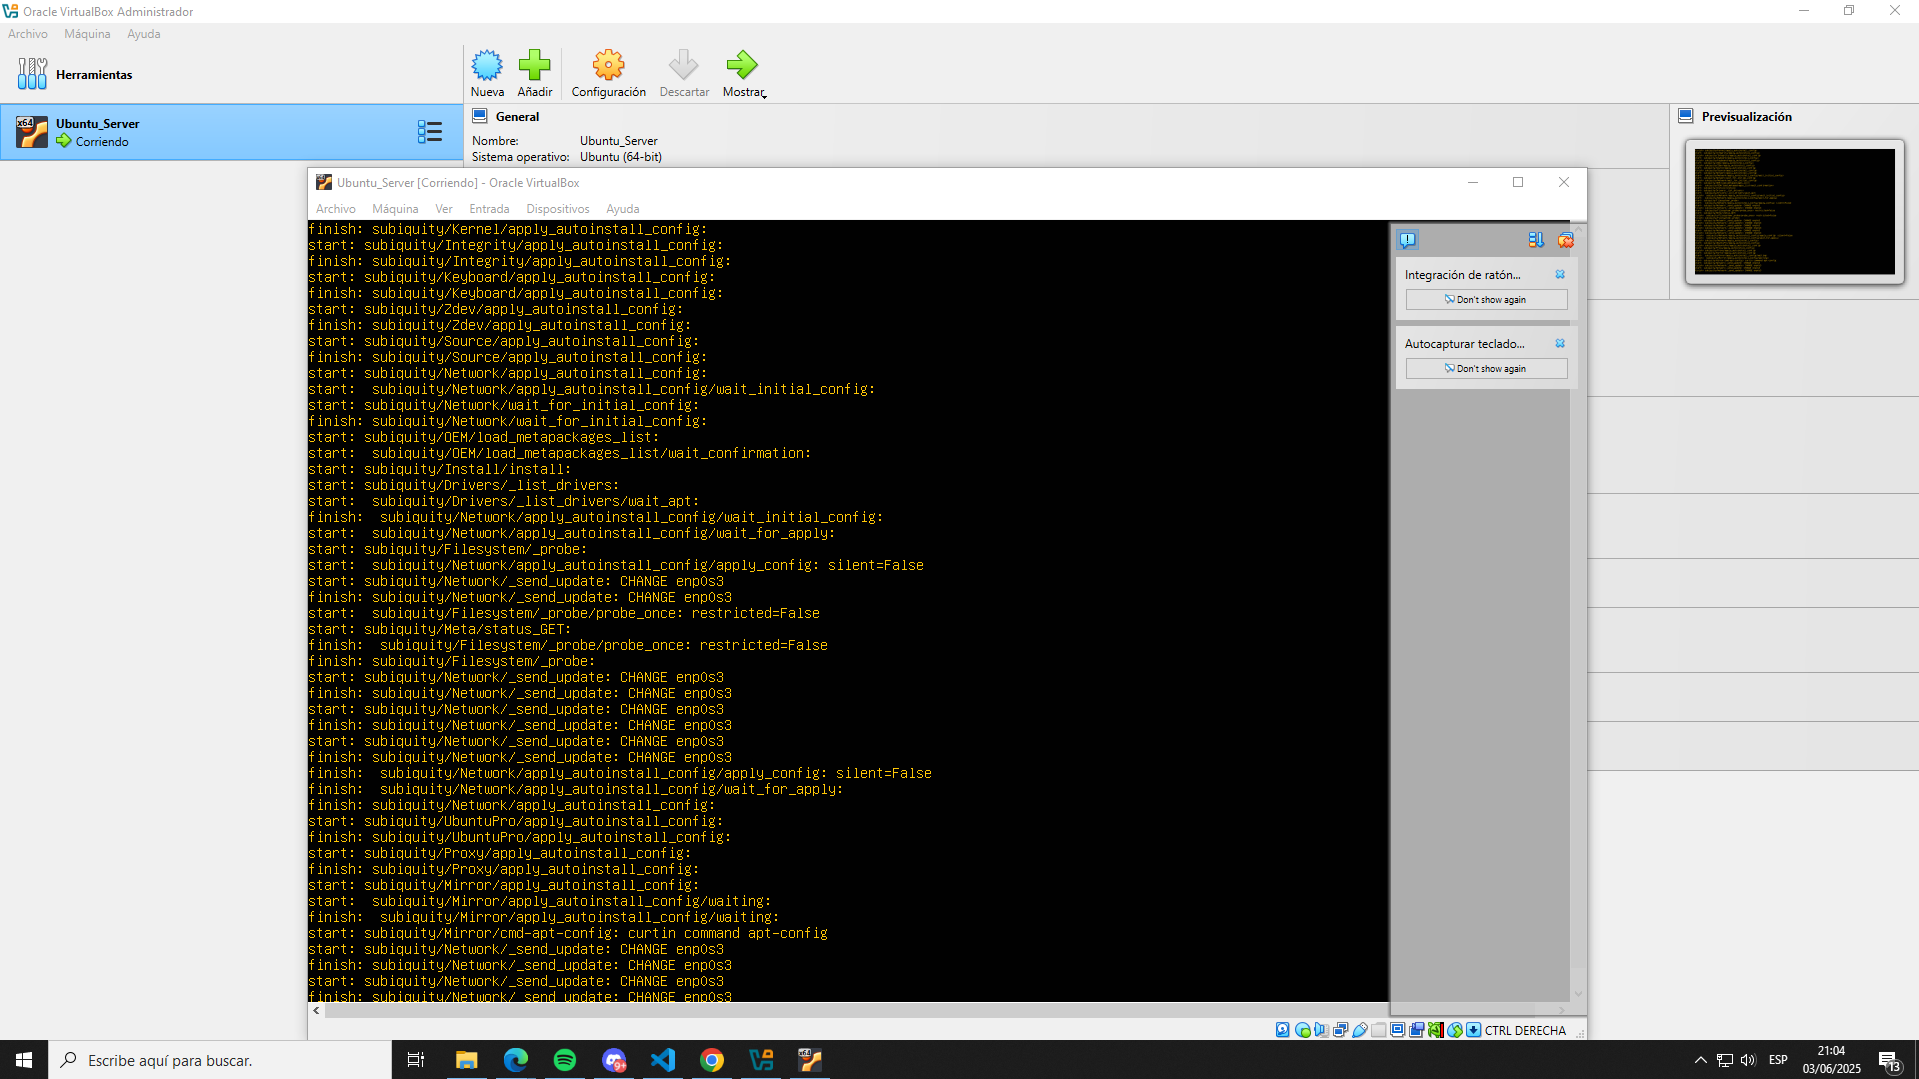 Oracle VirtualBox Administrador
Archivo Máquina Ayuda
Herramientas
Nueva Añadir Configuración Descartar Mostrar
x64 Ubuntu_Server
Corriendo
General
Nombre: Ubuntu_Server
Sistema operativo: Ubuntu (64-bit)
Previsualización
Ubuntu_Server [Corriendo] - Oracle VirtualBox
Archivo Máquina Ver Entrada Dispositivos Ayuda
finish: subiquity/Kernel/apply_autoinstall_config:
start: subiquity/Integrity/apply_autoinstall_config:
finish: subiquity/Integrity/apply_autoinstall_config:
start: subiquity/Keyboard/apply_autoinstall_config:
finish: subiquity/Keyboard/apply_autoinstall_config:
start: subiquity/Zdev/apply_autoinstall_config:
finish: subiquity/Zdev/apply_autoinstall_config:
start: subiquity/Source/apply_autoinstall_config:
finish: subiquity/Source/apply_autoinstall_config:
start: subiquity/Network/apply_autoinstall_config:
start:  subiquity/Network/apply_autoinstall_config/wait_initial_config:
start: subiquity/Network/wait_for_initial_config:
finish: subiquity/Network/wait_for_initial_config:
start: subiquity/OEM/load_metapackages_list:
start:  subiquity/OEM/load_metapackages_list/wait_confirmation:
start: subiquity/Install/install:
start: subiquity/Drivers/_list_drivers:
start:  subiquity/Drivers/_list_drivers/wait_apt:
finish:  subiquity/Network/apply_autoinstall_config/wait_initial_config:
start:  subiquity/Network/apply_autoinstall_config/wait_for_apply:
start: subiquity/Filesystem/_probe:
start:  subiquity/Network/apply_autoinstall_config/apply_config: silent=False
start: subiquity/Network/_send_update: CHANGE enp0s3
finish: subiquity/Network/_send_update: CHANGE enp0s3
start:  subiquity/Filesystem/_probe/probe_once: restricted=False
start: subiquity/Meta/status_GET:
finish:  subiquity/Filesystem/_probe/probe_once: restricted=False
finish: subiquity/Filesystem/_probe:
start: subiquity/Network/_send_update: CHANGE enp0s3
finish: subiquity/Network/_send_update: CHANGE enp0s3
start: subiquity/Network/_send_update: CHANGE enp0s3
finish: subiquity/Network/_send_update: CHANGE enp0s3
start: subiquity/Network/_send_update: CHANGE enp0s3
finish: subiquity/Network/_send_update: CHANGE enp0s3
finish:  subiquity/Network/apply_autoinstall_config/apply_config: silent=False
finish:  subiquity/Network/apply_autoinstall_config/wait_for_apply:
finish: subiquity/Network/apply_autoinstall_config:
start: subiquity/UbuntuPro/apply_autoinstall_config:
finish: subiquity/UbuntuPro/apply_autoinstall_config:
start: subiquity/Proxy/apply_autoinstall_config:
finish: subiquity/Proxy/apply_autoinstall_config:
start: subiquity/Mirror/apply_autoinstall_config:
start:  subiquity/Mirror/apply_autoinstall_config/waiting:
finish:  subiquity/Mirror/apply_autoinstall_config/waiting:
start: subiquity/Mirror/cmd-apt-config: curtin command apt-config
start: subiquity/Network/_send_update: CHANGE enp0s3
finish: subiquity/Network/_send_update: CHANGE enp0s3
start: subiquity/Network/_send_update: CHANGE enp0s3
finish: subiquity/Network/_send_update: CHANGE enp0s3
Integración de ratón...
Don't show again
Autocapturar teclado...
Don't show again
CTRL DERECHA
Escribe aquí para buscar.
ESP
21:04
03/06/2025
13